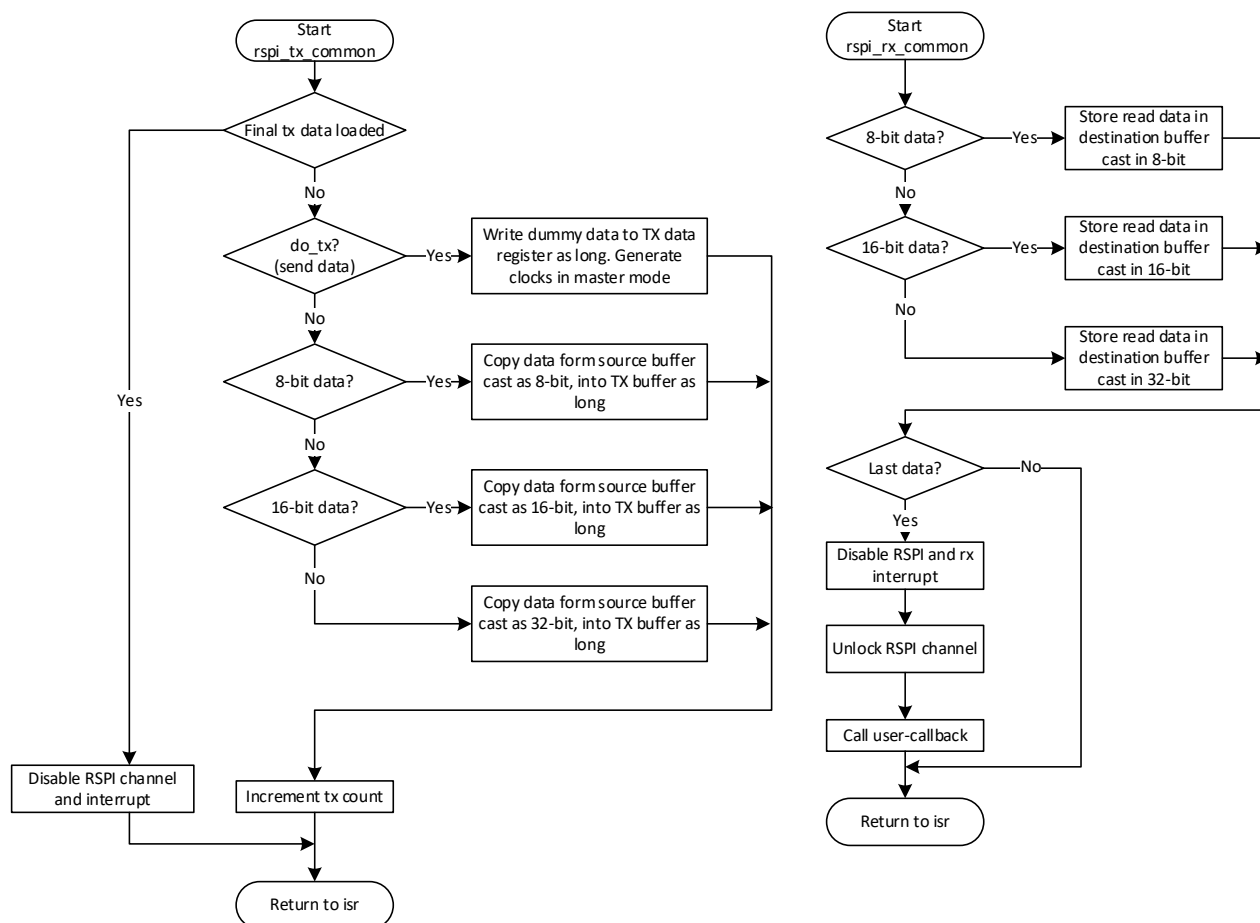 Start
rspi_tx_common
Final tx data loaded
No
do_tx?
(send data)
Yes
Write dummy data to TX data
register as long. Generate
clocks in master mode
No
8-bit data?
Yes
Copy data form source buffer
cast as 8-bit, into TX buffer as
long
Yes
No
16-bit data?
Yes
Copy data form source buffer
cast as 16-bit, into TX buffer as
long
No
Copy data form source buffer
cast as 32-bit, into TX buffer as
long
Disable RSPI channel
and interrupt
Increment tx count
Return to isr
Start
rspi_rx_common
8-bit data?
Yes
Store read data in
destination buffer
cast in 8-bit
No
16-bit data?
Yes
Store read data in
destination buffer
cast in 16-bit
No
Store read data in
destination buffer
cast in 32-bit
Last data?
No
Yes
Disable RSPI and rx
interrupt
Unlock RSPI channel
Call user-callback
Return to isr